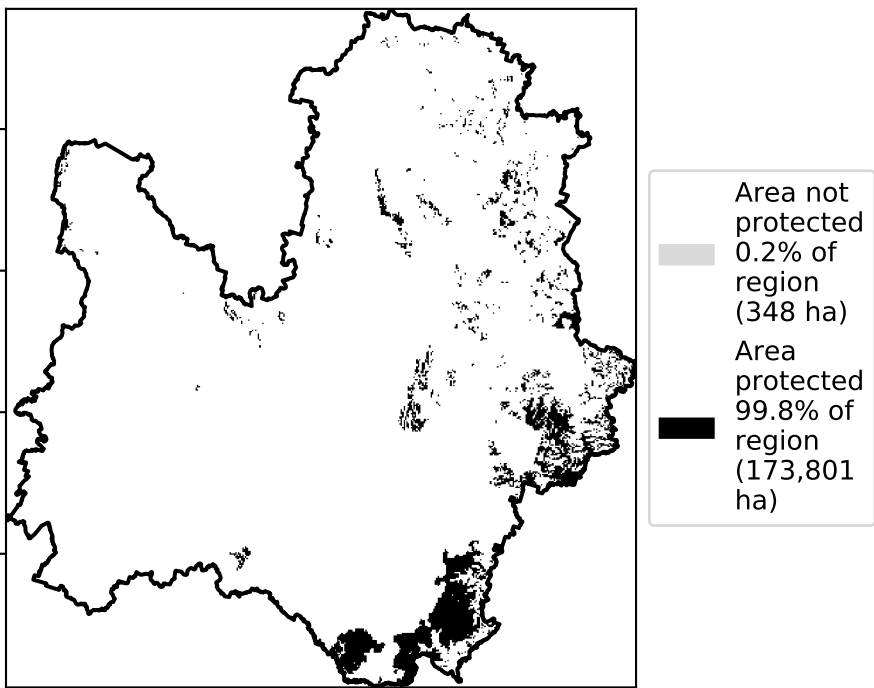 Area not
protected
0.2% of
region
(348 ha)
Area
protected
99.8% of
region
(173,801
ha)